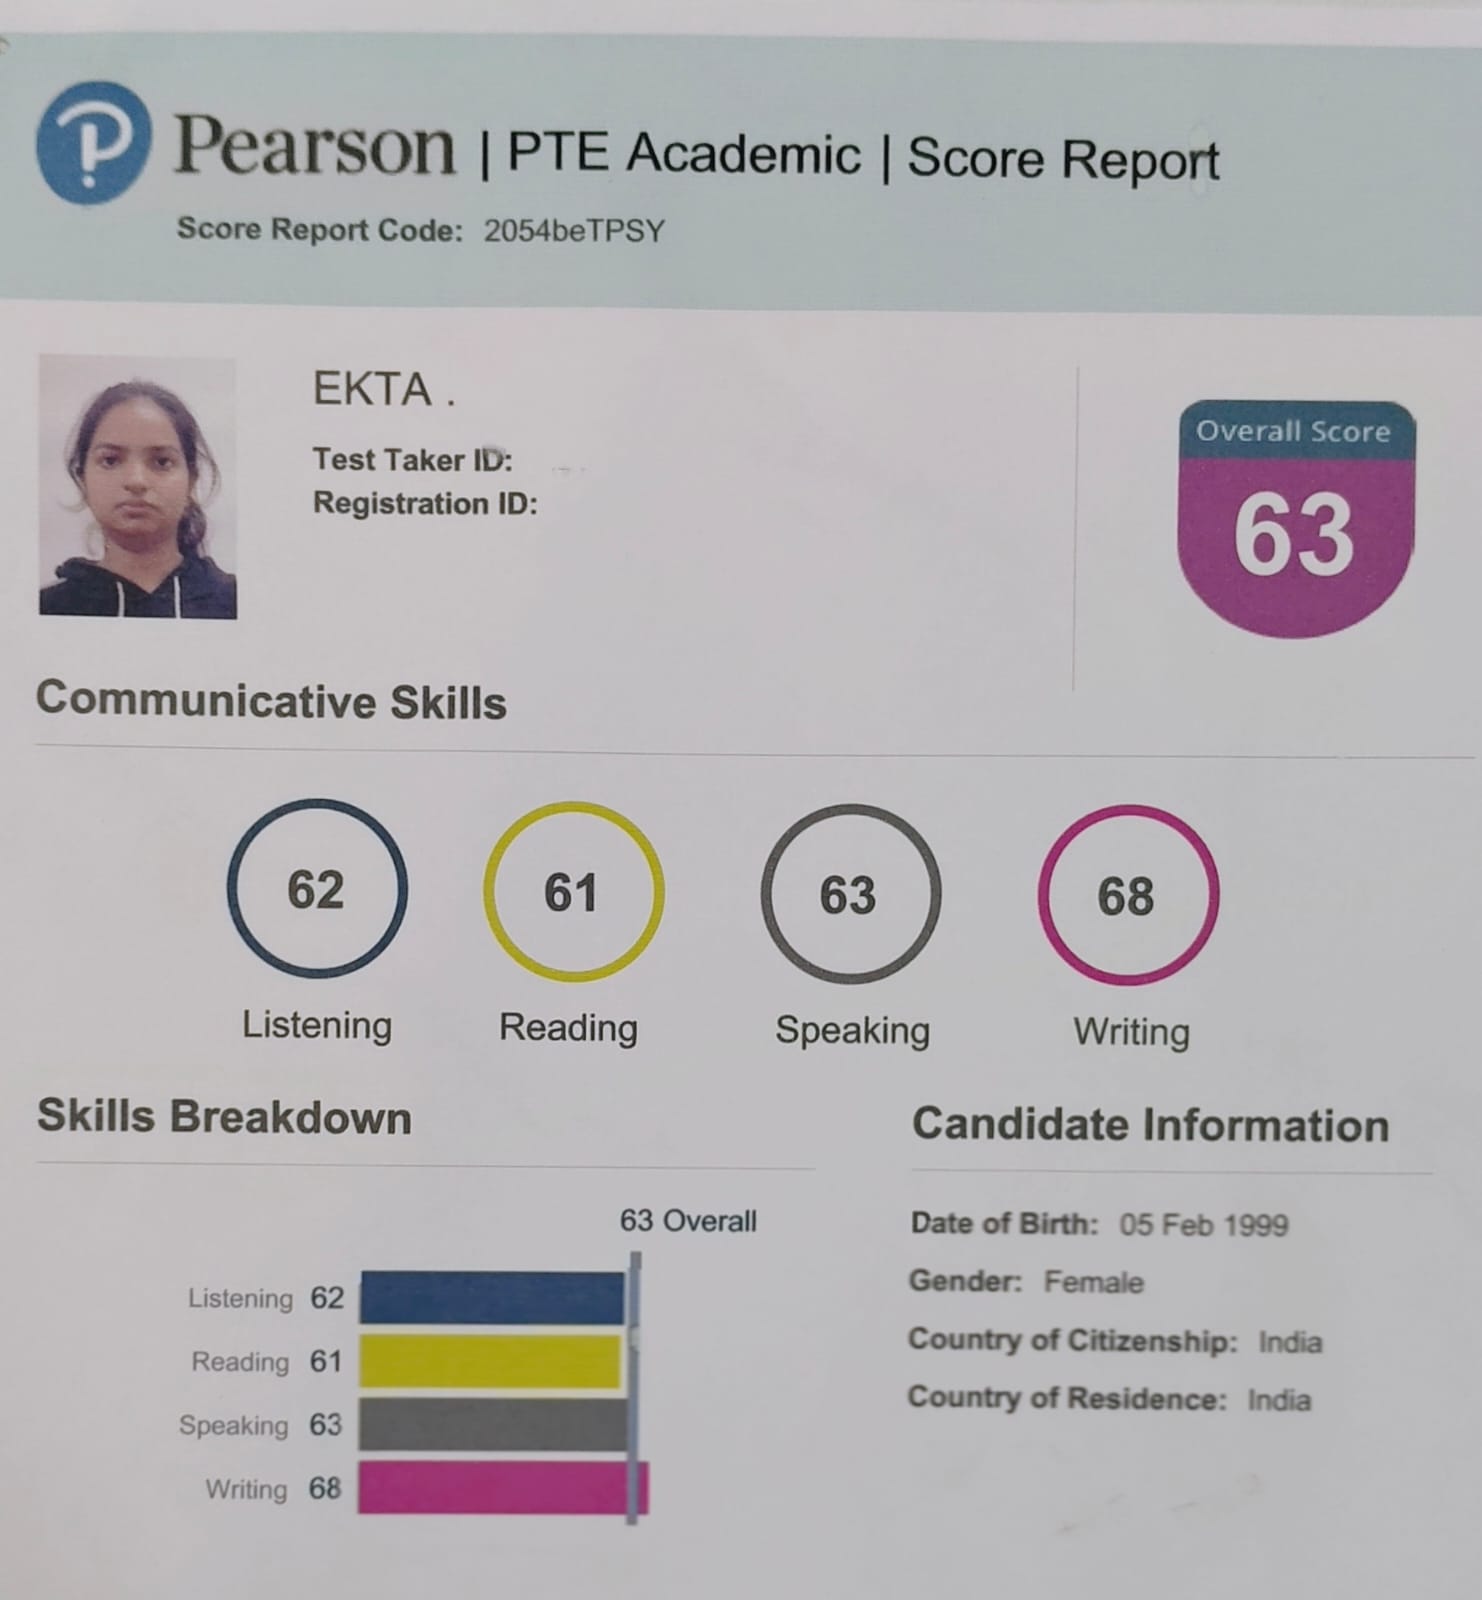 Pearson | PTE Academic | Score Report
Score Report Code: 2054beTPSY
EKTA .
Test Taker ID:
Registration ID:
Overall Score
63
Communicative Skills
62
Listening
61
Reading
63
Speaking
68
Writing
Skills Breakdown
63 Overall
Listening 62
Reading 61
Speaking 63
Writing 68
Candidate Information
Date of Birth: 05 Feb 1999
Gender: Female
Country of Citizenship: India
Country of Residence: India